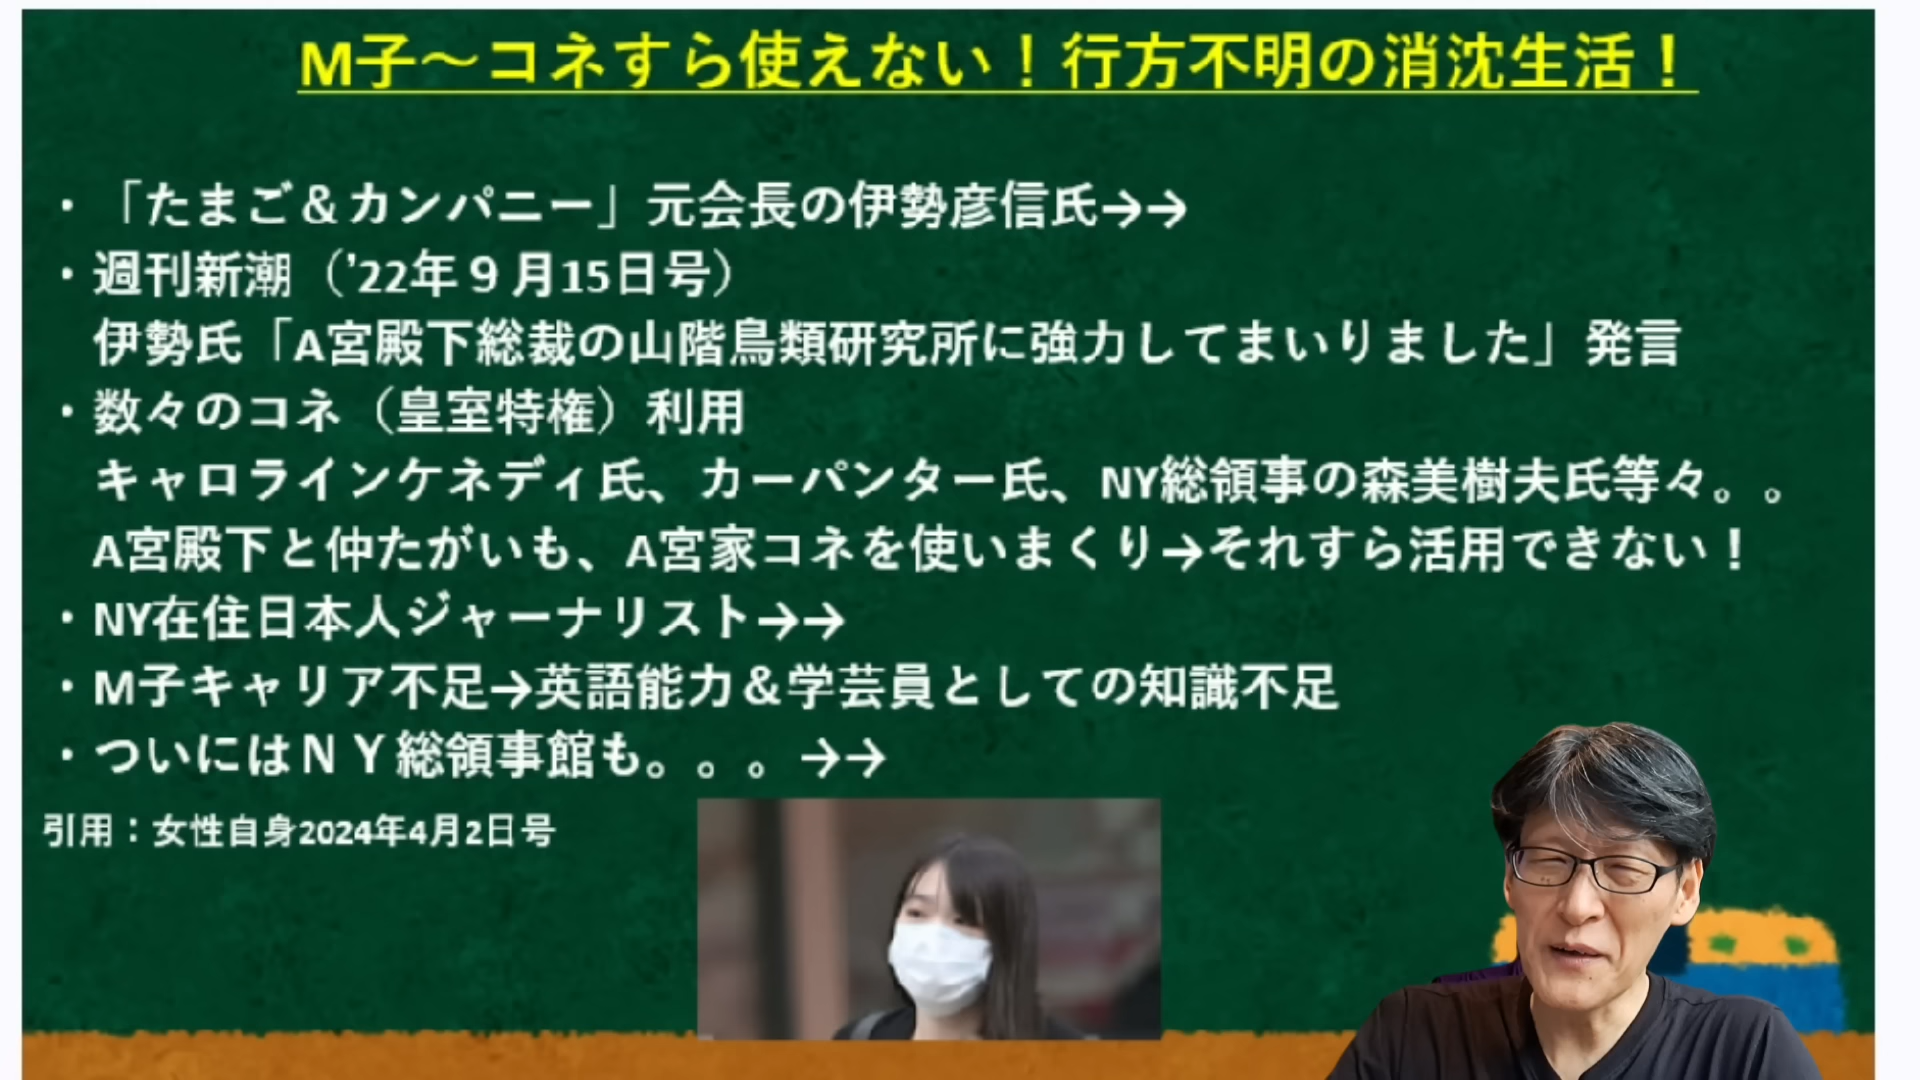 M子～コネすら使えない！行方不明の消沈生活！
・「たまご＆カンパニー」元会長の伊勢彦信氏→→
・週刊新潮（’22年９月15日号）
伊勢氏「A宮殿下総裁の山階鳥類研究所に強力してまいりました」発言
・数々のコネ（皇室特権）利用
キャロラインケネディ氏、カーパンター氏、NY総領事の森美樹夫氏等々。。
A宮殿下と仲たがいも、A宮家コネを使いまくり→それすら活用できない！
・NY在住日本人ジャーナリスト→→
・M子キャリア不足→英語能力＆学芸員としての知識不足
・ついにはＮＹ総領事館も。。。→→
引用：女性自身2024年4月2日号